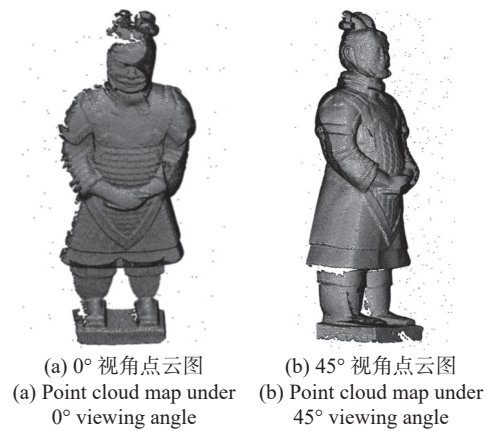 (a) 0° 视角点云图
(a) Point cloud map under
0° viewing angle
(b) 45° 视角点云图
(b) Point cloud map under
45° viewing angle